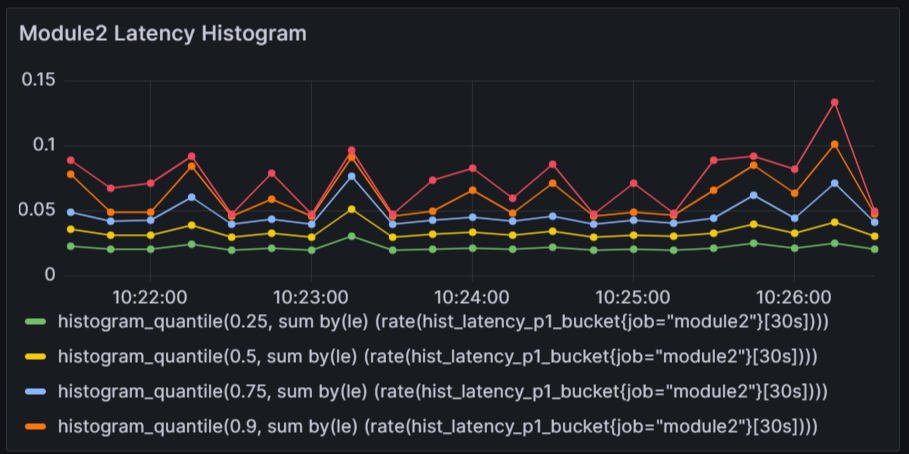 Module2 Latency Histogram
0.15
0.1
0.05
0
10:22:00 10:23:00 10:24:00 10:25:00 10:26:00
histogram_quantile(0.25, sum by(le) (rate(hist_latency_p1_bucket{job="module2"}[30s])))
histogram_quantile(0.5, sum by(le) (rate(hist_latency_p1_bucket{job="module2"}[30s])))
histogram_quantile(0.75, sum by(le) (rate(hist_latency_p1_bucket{job="module2"}[30s])))
histogram_quantile(0.9, sum by(le) (rate(hist_latency_p1_bucket{job="module2"}[30s])))